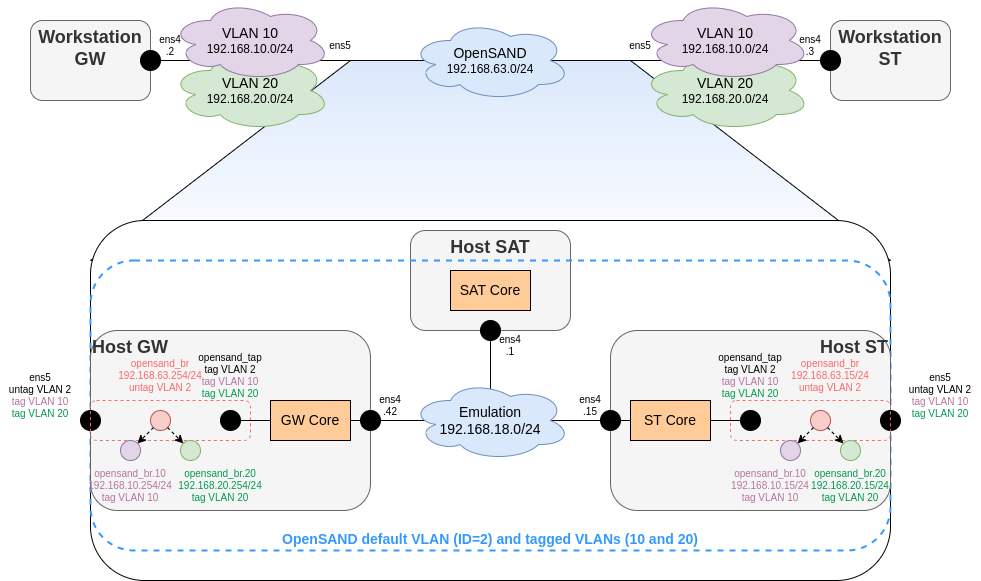 Workstation
GW
ens4
.2
VLAN 10
192.168.10.0/24
VLAN 20
192.168.20.0/24
ens5
OpenSAND
192.168.63.0/24
ens5
VLAN 10
192.168.10.0/24
VLAN 20
192.168.20.0/24
ens4
.3
Workstation
ST
Host SAT
SAT Core
ens4
.1
Host GW
opensand_br
192.168.63.254/24
untag VLAN 2
opensand_tap
tag VLAN 2
tag VLAN 10
tag VLAN 20
ens5
untag VLAN 2
tag VLAN 10
tag VLAN 20
GW Core
ens4
.42
opensand_br.10
192.168.10.254/24
tag VLAN 10
opensand_br.20
192.168.20.254/24
tag VLAN 20
Emulation
192.168.18.0/24
Host ST
opensand_tap
tag VLAN 2
tag VLAN 10
tag VLAN 20
opensand_br
192.168.63.15/24
untag VLAN 2
ens4
.15
ST Core
ens5
untag VLAN 2
tag VLAN 10
tag VLAN 20
opensand_br.10
192.168.10.15/24
tag VLAN 10
opensand_br.20
192.168.20.15/24
tag VLAN 20
OpenSAND default VLAN (ID=2) and tagged VLANs (10 and 20)